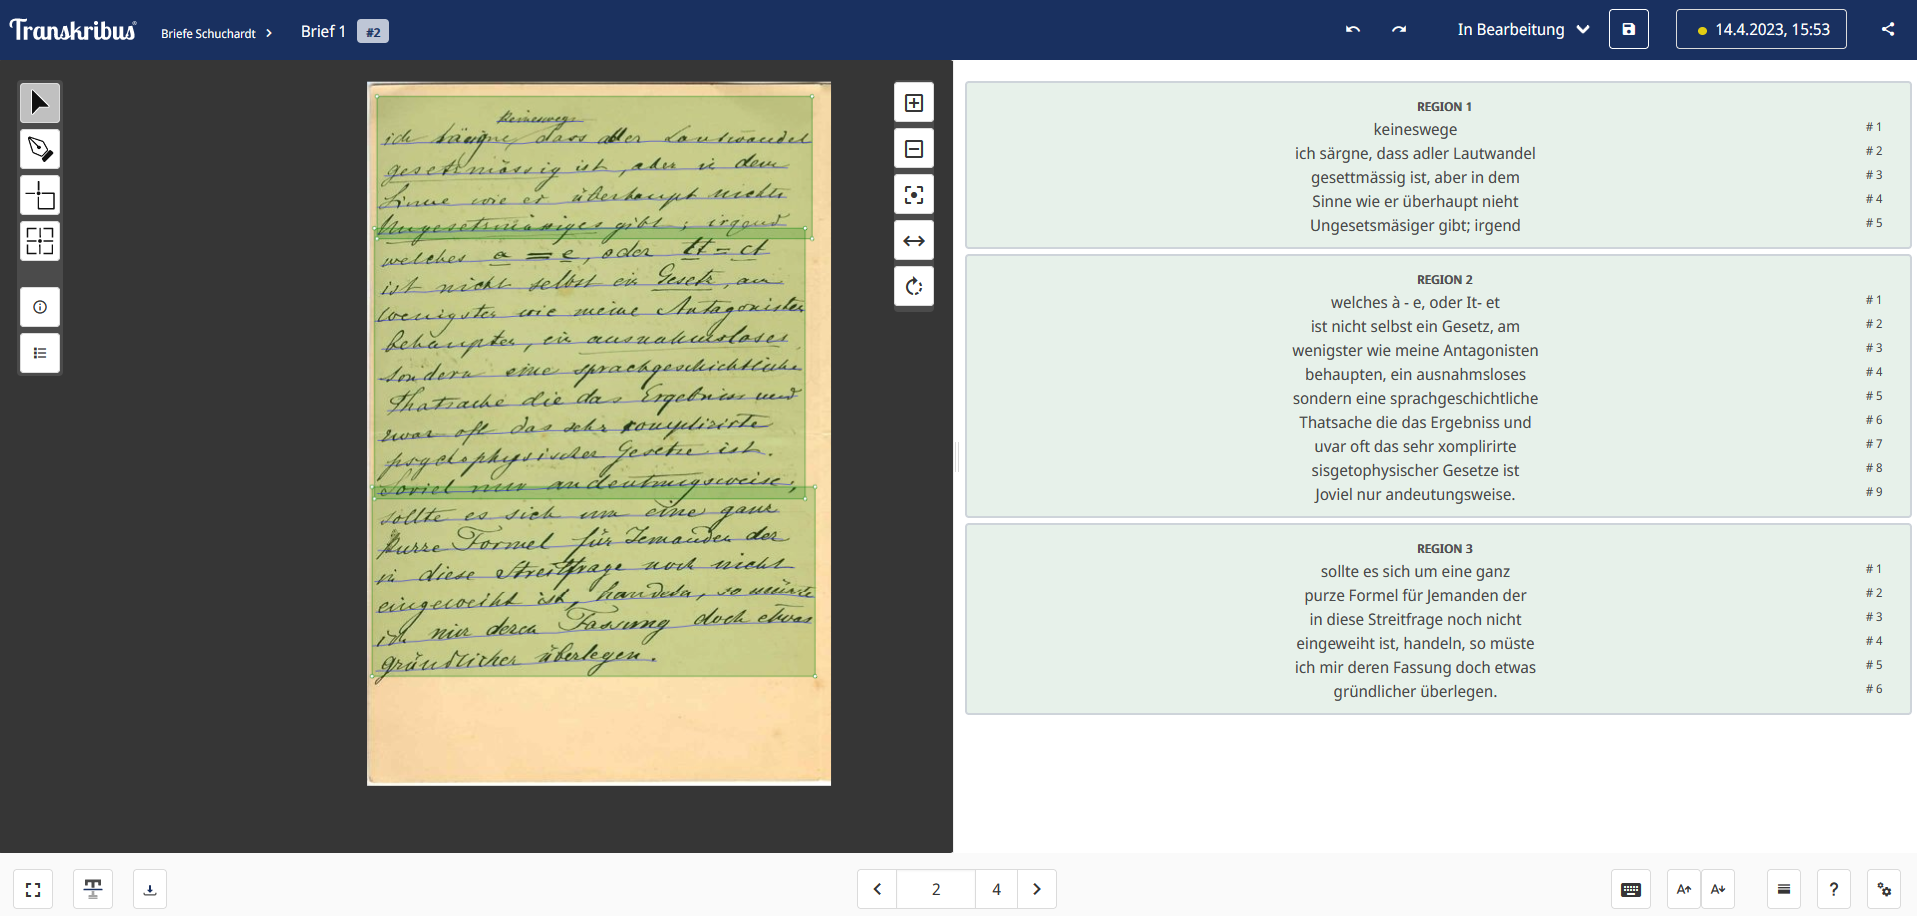 Transkribus
Briefe Schuchardt
Brief 1
#2
In Bearbeitung
14.4.2023, 15:53
keineswegs
ich läugne, dass aller Lautwandel
gesetzmässig ist, aber in dem
Sinne wie er überhaupt nichts
Ungesetzmässiges gibt; irgend
welches a = e, oder tt = ct
ist nicht selbst ein Gesetz, am
wenigsten wie meine Antagonisten
behaupten, ein ausnahmsloses
sondern eine sprachgeschichtliche
Thatsache die das Ergebniss und
zwar oft das sehr complizirte
psychophysischer Gesetze ist.
Soviel nur andeutungsweise;
sollte es sich um eine ganz
kurze Formel für Jemanden der
in diese Streitfrage noch nicht
eingeweiht ist, handeln, so müsste
ich mir deren Fassung doch etwas
gründlicher überlegen.
REGION 1
keineswege #1
ich särgne, dass adler Lautwandel #2
gesettmässig ist, aber in dem #3
Sinne wie er überhaupt nieht #4
Ungesetsmäsiger gibt; irgend #5
REGION 2
welches à - e, oder It- et #1
ist nicht selbst ein Gesetz, am #2
wenigster wie meine Antagonisten #3
behaupten, ein ausnahmsloses #4
sondern eine sprachgeschichtliche #5
Thatsache die das Ergebniss und #6
uvar oft das sehr xomplirirte #7
sisgetophysischer Gesetze ist #8
Joviel nur andeutungsweise. #9
REGION 3
sollte es sich um eine ganz #1
purze Formel für Jemanden der #2
in diese Streitfrage noch nicht #3
eingeweiht ist, handeln, so müste #4
ich mir deren Fassung doch etwas #5
gründlicher überlegen. #6
2
4
A
A
?